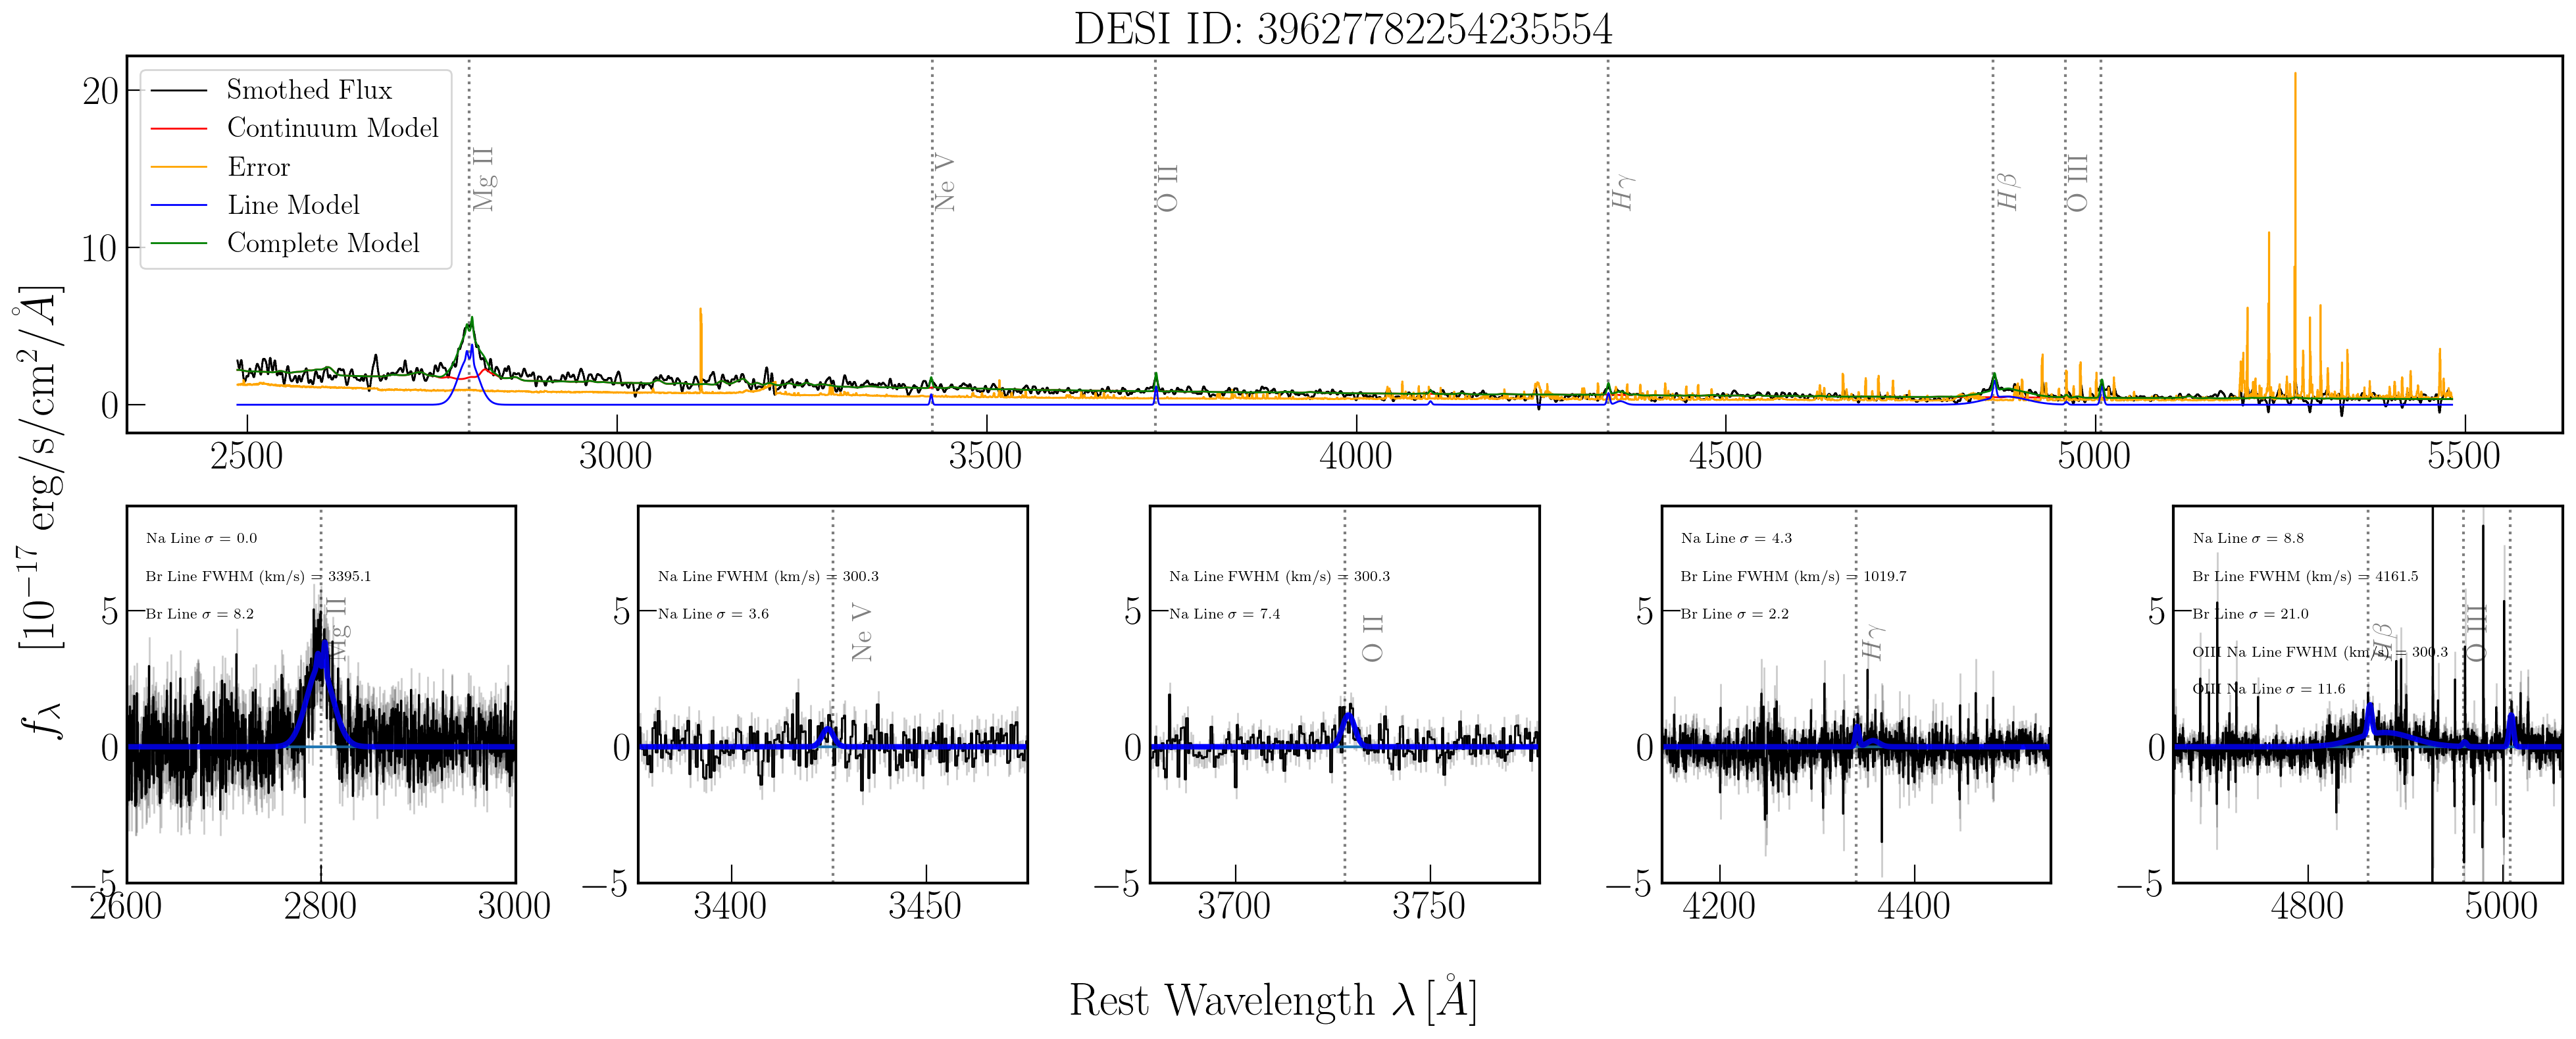 DESI ID: 39627782254235554
20
10
0
Smothed Flux
Continuum Model
Error
Line Model
Complete Model
Mg II
Ne V
O II
Hγ
Hβ
O III
2500 3000 3500 4000 4500 5000 5500
fλ [10⁻¹⁷ erg/s/cm²/Å]
Na Line σ = 0.0
Br Line FWHM (km/s) = 3395.1
Br Line σ = 8.2
Mg II
5
0
−5
2600 2800 3000
Na Line FWHM (km/s) = 300.3
Na Line σ = 3.6
Ne V
5
0
−5
3400 3450
Na Line FWHM (km/s) = 300.3
Na Line σ = 7.4
O II
5
0
−5
3700 3750
Na Line σ = 4.3
Br Line FWHM (km/s) = 1019.7
Br Line σ = 2.2
Hγ
5
0
−5
4200 4400
Na Line σ = 8.8
Br Line FWHM (km/s) = 4161.5
Br Line σ = 21.0
OIII Na Line FWHM (km/s) = 300.3
OIII Na Line σ = 11.6
Hβ
O III
5
0
−5
4800 5000
Rest Wavelength λ [Å]